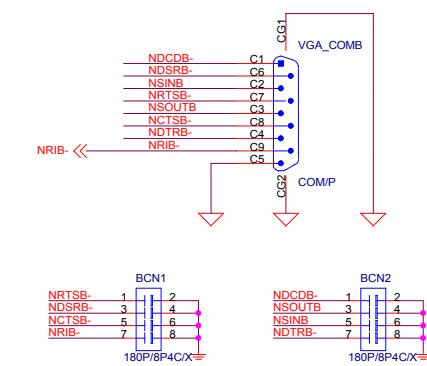 CG1
VGA_COMB
NDCDB- C1
NDSRB- C6
NSINB C2
NRTSB- C7
NSOUTB C3
NCTSB- C8
NDTRB- C4
NRIB- NRIB- C9
C5
CG2
COM/P
BCN1
NRTSB- 1 2
NDSRB- 3 4
NCTSB- 5 6
NRIB- 7 8
180P/8P4C/X
BCN2
NDCDB- 1 2
NSOUTB 3 4
NSINB 5 6
NDTRB- 7 8
180P/8P4C/X